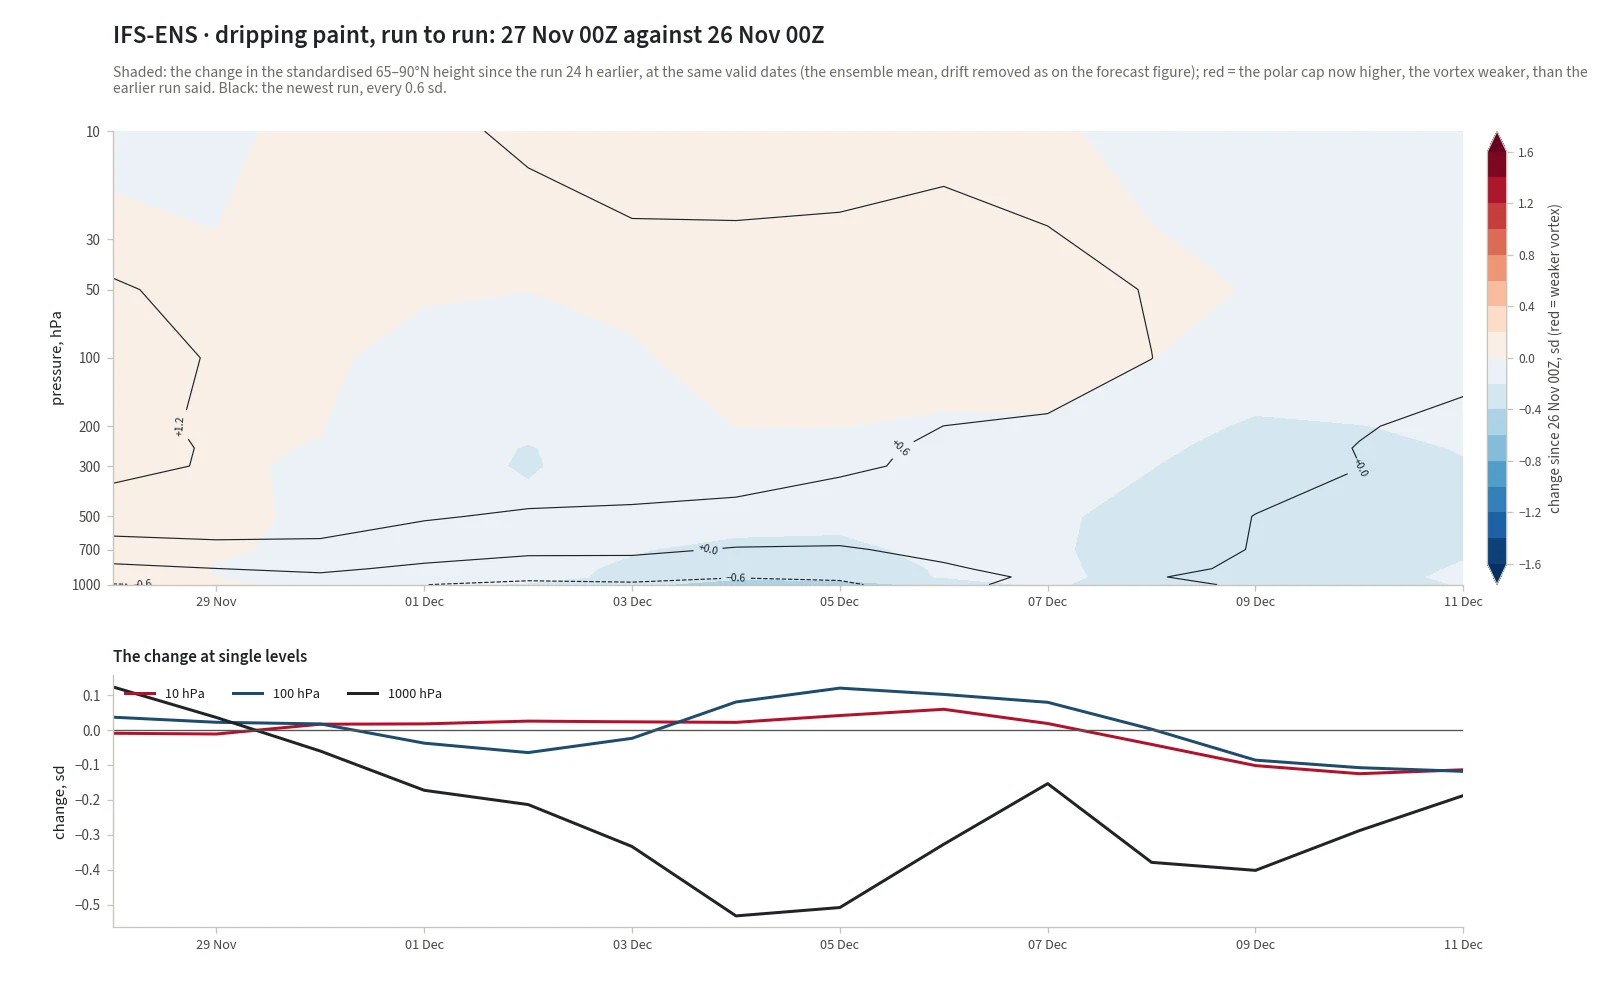 IFS-ENS · dripping paint, run to run: 27 Nov 00Z against 26 Nov 00Z
Shaded: the change in the standardised 65–90°N height since the run 24 h earlier, at the same valid dates (the ensemble mean, drift removed as on the forecast figure); red = the polar cap now higher, the vortex weaker, than the
earlier run said. Black: the newest run, every 0.6 sd.
pressure, hPa
10
30
50
100
200
300
500
700
1000
+1.2
+0.6
+0.0
+0.0
−0.6
−0.6
29 Nov
01 Dec
03 Dec
05 Dec
07 Dec
09 Dec
11 Dec
1.6
1.2
0.8
0.4
0.0
−0.4
−0.8
−1.2
−1.6
change since 26 Nov 00Z, sd (red = weaker vortex)
The change at single levels
10 hPa
100 hPa
1000 hPa
change, sd
0.1
0.0
−0.1
−0.2
−0.3
−0.4
−0.5
29 Nov
01 Dec
03 Dec
05 Dec
07 Dec
09 Dec
11 Dec